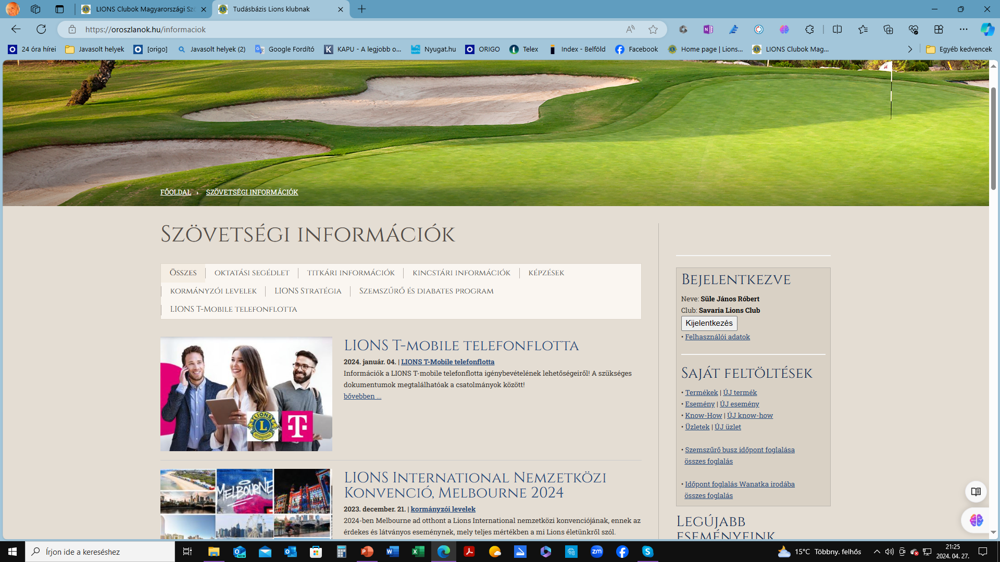 LIONS Clubok Magyarországi Sz
Tudásbázis Lions klubnak
https://oroszlanok.hu/informaciok
24 óra hírei
Javasolt helyek
[origo]
Javasolt helyek (2)
Google Fordító
KAPU - A legjobb o...
Nyugat.hu
ORIGO
Telex
Index - Belföld
Facebook
Home page | Lions...
LIONS Clubok Mag...
Egyéb kedvencek
FŐOLDAL › SZÖVETSÉGI INFORMÁCIÓK
Szövetségi információk
Összes
oktatási segédlet
titkári információk
kincstári információk
képzések
kormányzói levelek
LIONS Stratégia
Szemszűrő és diabates program
LIONS T-Mobile telefonflotta
LIONS T-mobile telefonflotta
2024. január. 04. | LIONS T-Mobile telefonflotta
Információk a LIONS T-mobile telefonflotta igénybevételének lehetőségeiről! A szükséges
dokumentumok megtalálhatóak a csatolmányok között!
bővebben ...
LIONS
L
INTERNATIONAL
T
MELBOURNE
LIONS International Nemzetközi
Konvenció, Melbourne 2024
2023. december. 21. | kormányzói levelek
2024-ben Melbourne ad otthont a Lions International nemzetközi konvenciójának, ennek az
érdekes és látványos eseménynek, mely teljes mértékben a mi Lions életünkről szól.
Bejelentkezve
Neve: Süle János Róbert
Club: Savaria Lions Club
Kijelentkezés
• Felhasználói adatok
Saját feltöltések
• Termékek | ÚJ termék
• Esemény | ÚJ esemény
• Know-How | ÚJ know-how
• Üzletek | ÚJ üzlet
• Szemszűrő busz időpont foglalása
összes foglalás
• Időpont foglalás Wanatka irodába
összes foglalás
Legújabb
eseményeink
Írjon ide a kereséshez
NEW
zm
15°C Többny. felhős
21:25
2024. 04. 27.